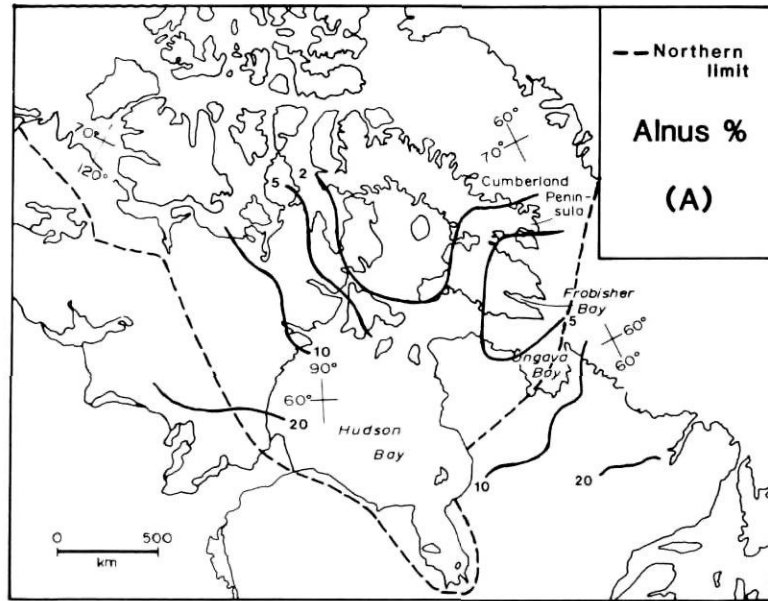 Northern
limit
Alnus %
(A)
60°
70°
70°
120°
5
2
Cumberland
Penin-
sula
Frobisher
Bay
5
60°
60°
Ungava
Bay
10
90°
60°
20
Hudson
Bay
10
20
0
500
km